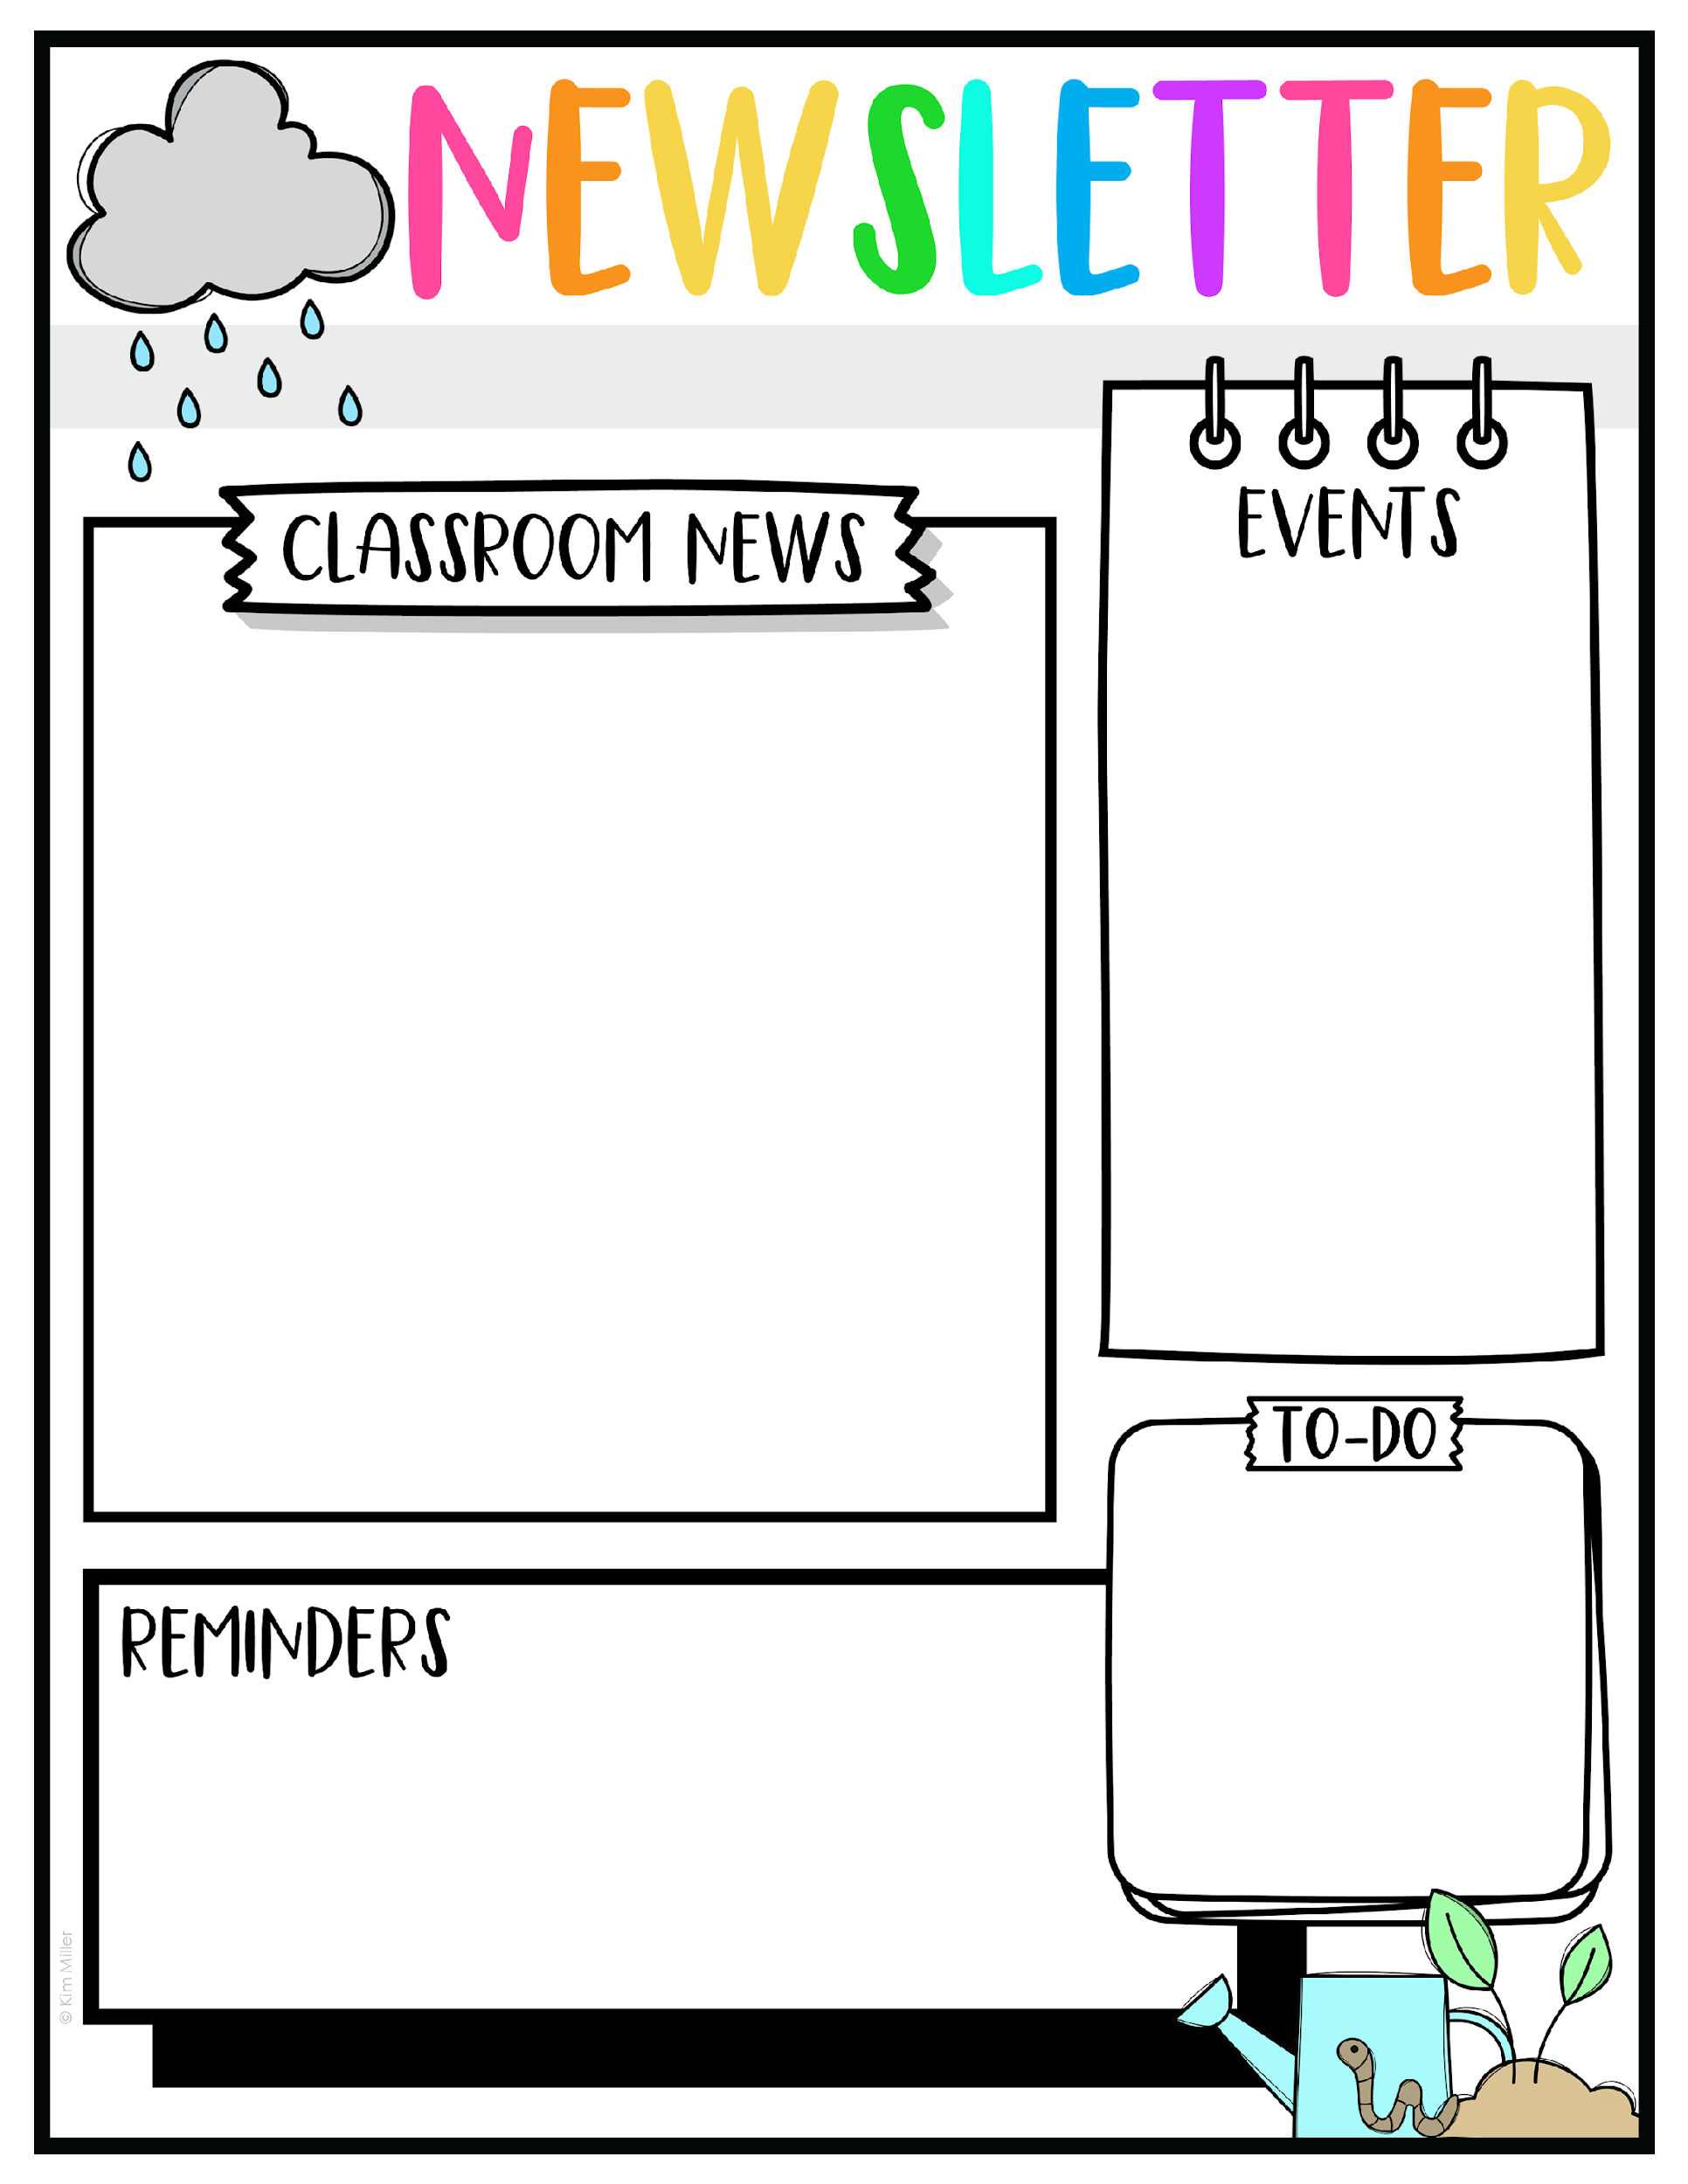 NEWSLETTER
CLASSROOM NEWS
EVENTS
TO-DO
REMINDERS
© Kim Miller